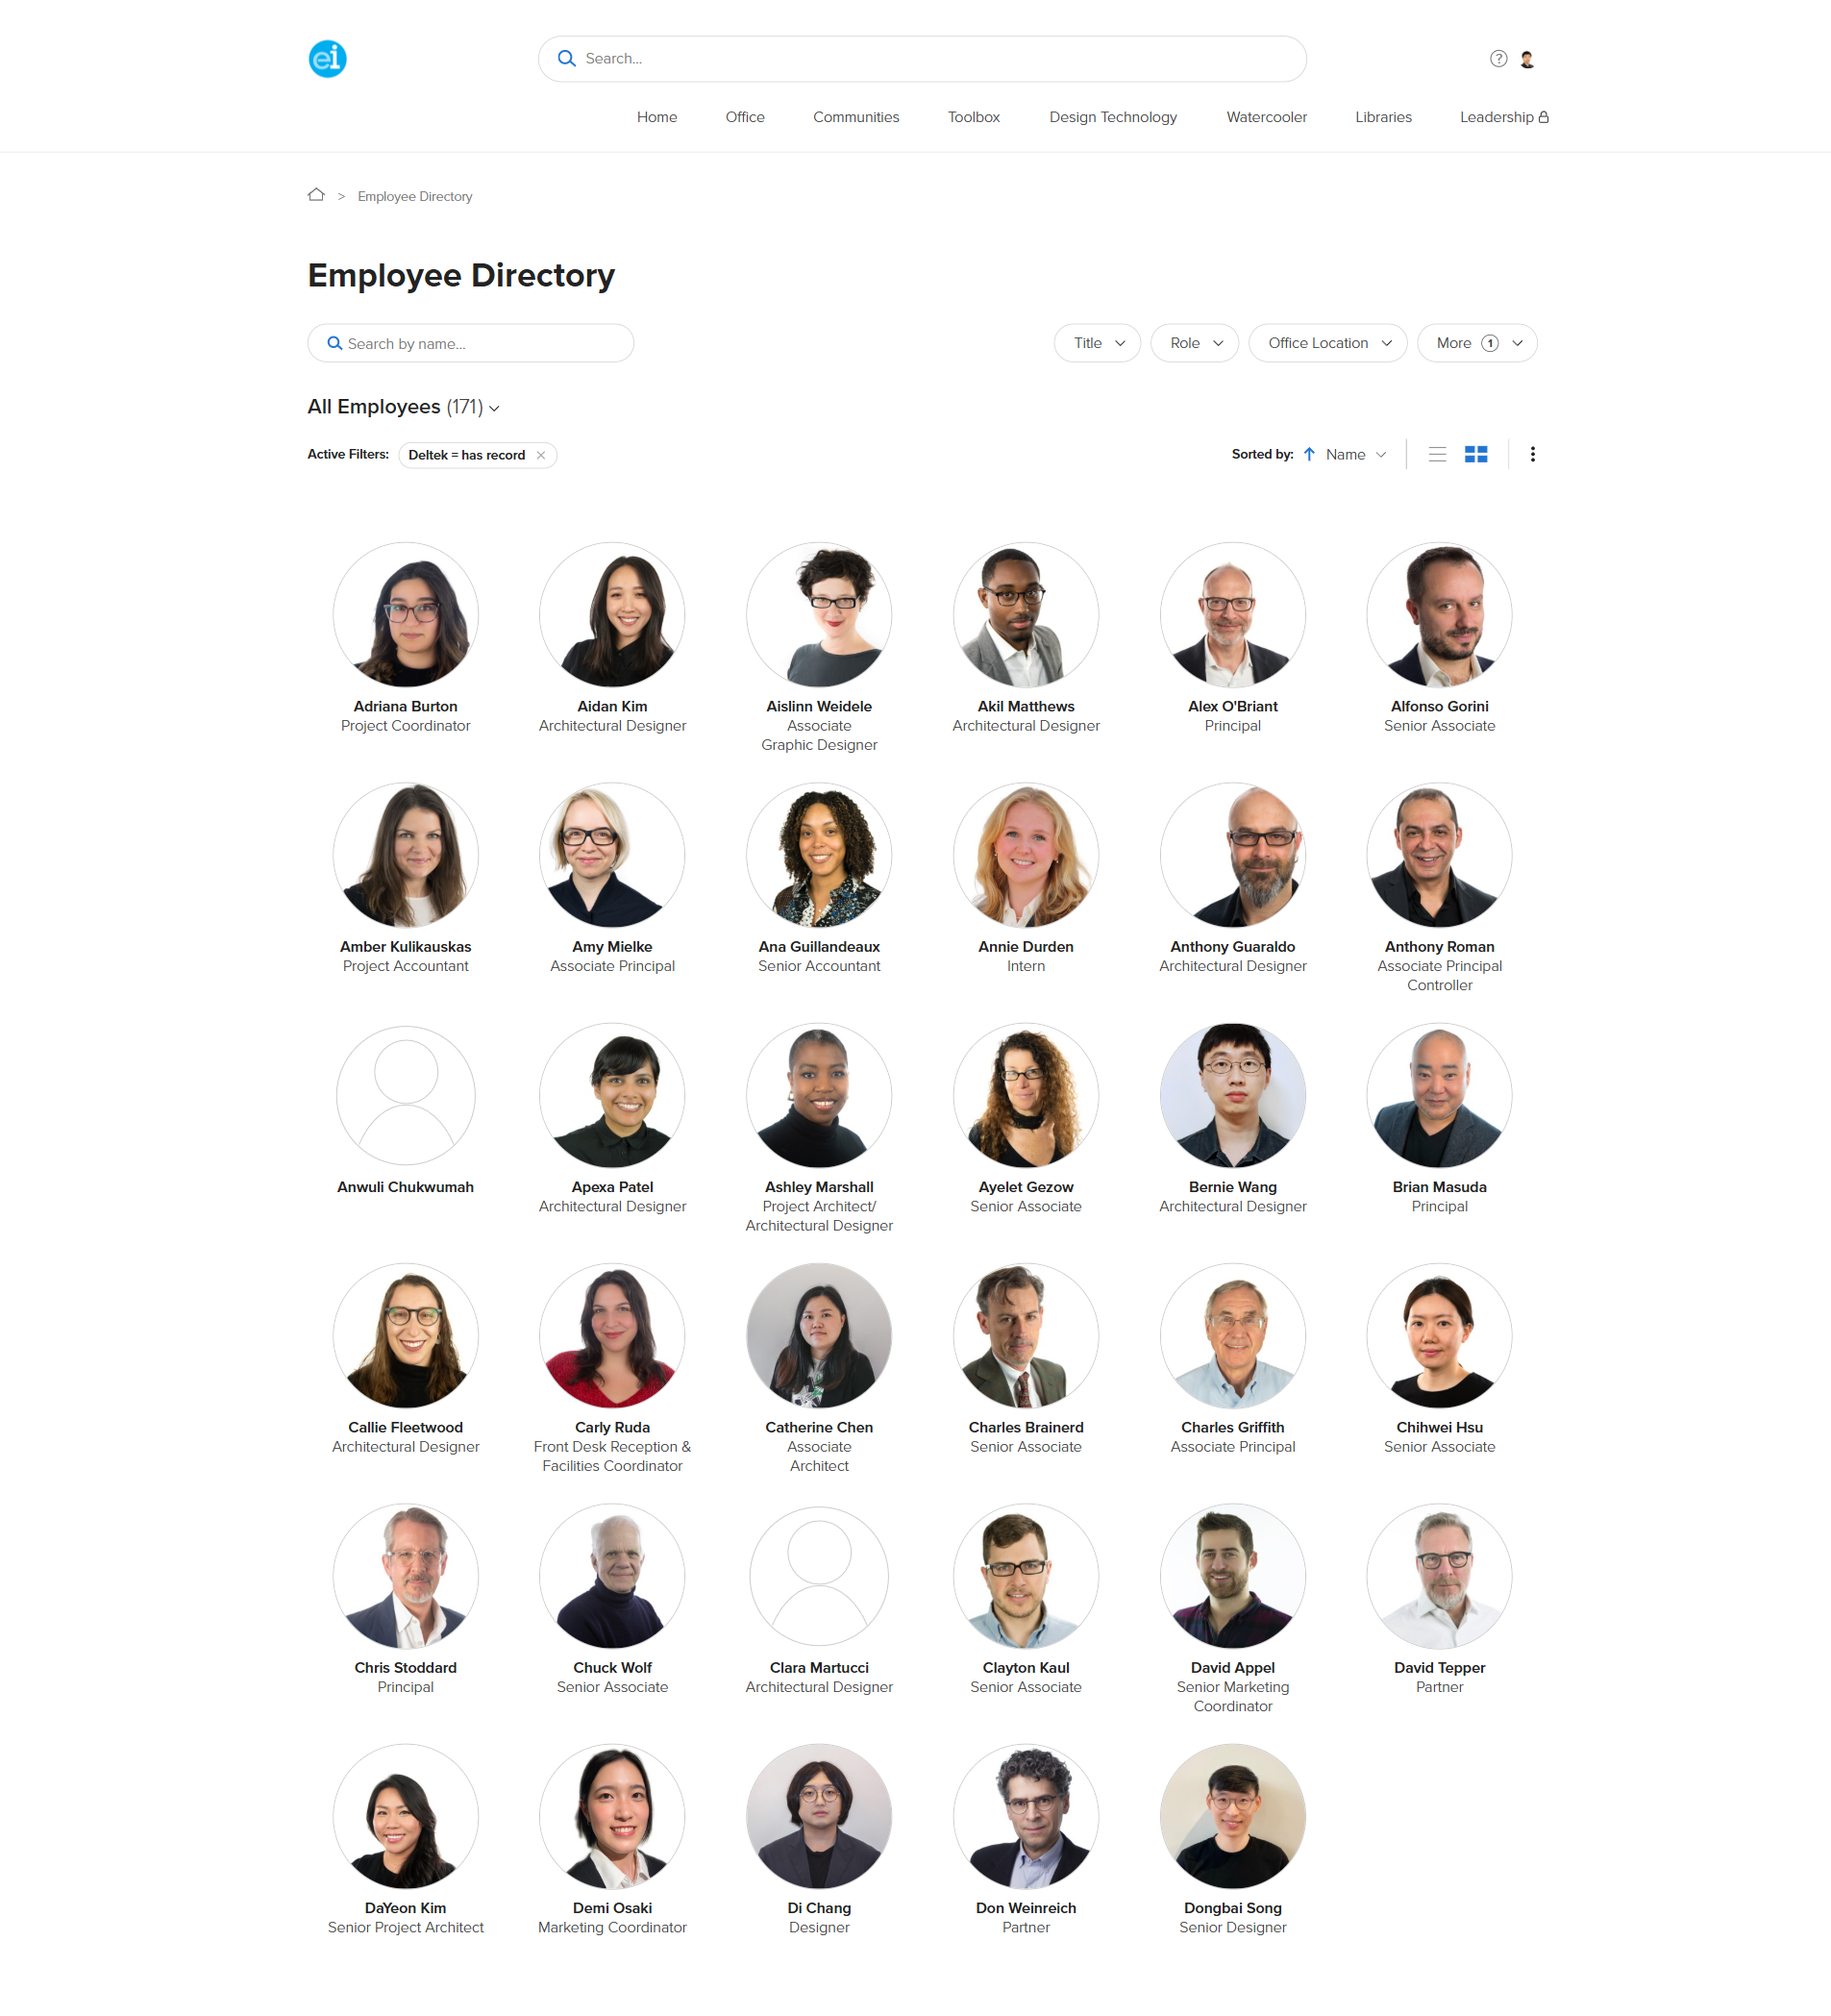 ei
Search...
?
Home Office Communities Toolbox Design Technology Watercooler Libraries Leadership
> Employee Directory
Employee Directory
Search by name...
Title Role Office Location More 1
All Employees (171)
Active Filters: Deltek = has record ×
Sorted by: Name
Adriana Burton
Project Coordinator
Aidan Kim
Architectural Designer
Aislinn Weidele
Associate
Graphic Designer
Akil Matthews
Architectural Designer
Alex O'Briant
Principal
Alfonso Gorini
Senior Associate
Amber Kulikauskas
Project Accountant
Amy Mielke
Associate Principal
Ana Guillandeaux
Senior Accountant
Annie Durden
Intern
Anthony Guaraldo
Architectural Designer
Anthony Roman
Associate Principal
Controller
Anwuli Chukwumah
Apexa Patel
Architectural Designer
Ashley Marshall
Project Architect/
Architectural Designer
Ayelet Gezow
Senior Associate
Bernie Wang
Architectural Designer
Brian Masuda
Principal
Callie Fleetwood
Architectural Designer
Carly Ruda
Front Desk Reception &
Facilities Coordinator
Catherine Chen
Associate
Architect
Charles Brainerd
Senior Associate
Charles Griffith
Associate Principal
Chihwei Hsu
Senior Associate
Chris Stoddard
Principal
Chuck Wolf
Senior Associate
Clara Martucci
Architectural Designer
Clayton Kaul
Senior Associate
David Appel
Senior Marketing
Coordinator
David Tepper
Partner
DaYeon Kim
Senior Project Architect
Demi Osaki
Marketing Coordinator
Di Chang
Designer
Don Weinreich
Partner
Dongbai Song
Senior Designer